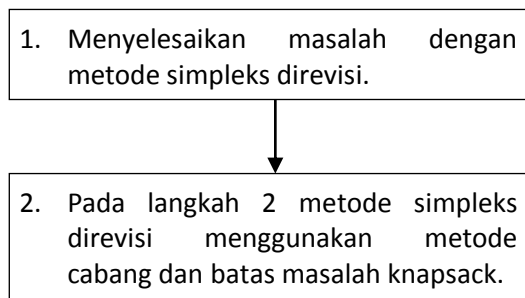 1. Menyelesaikan masalah dengan
metode simpleks direvisi.
2. Pada langkah 2 metode simpleks
direvisi menggunakan metode
cabang dan batas masalah knapsack.